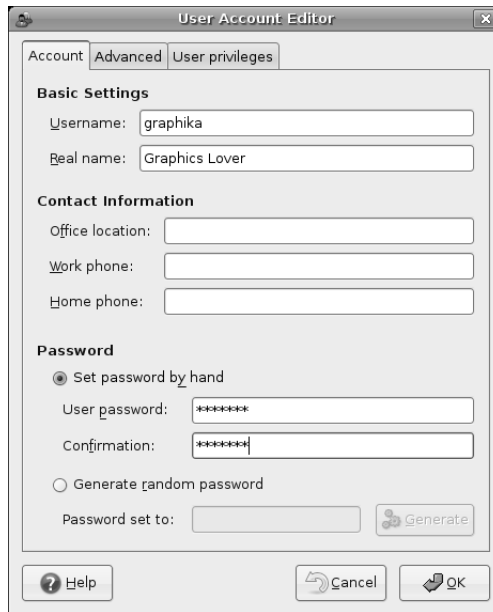 User Account Editor
Account Advanced User privileges
Basic Settings
Username: graphika
Real name: Graphics Lover
Contact Information
Office location:
Work phone:
Home phone:
Password
Set password by hand
User password: *******
Confirmation: *******
Generate random password
Password set to: Generate
Help Cancel OK